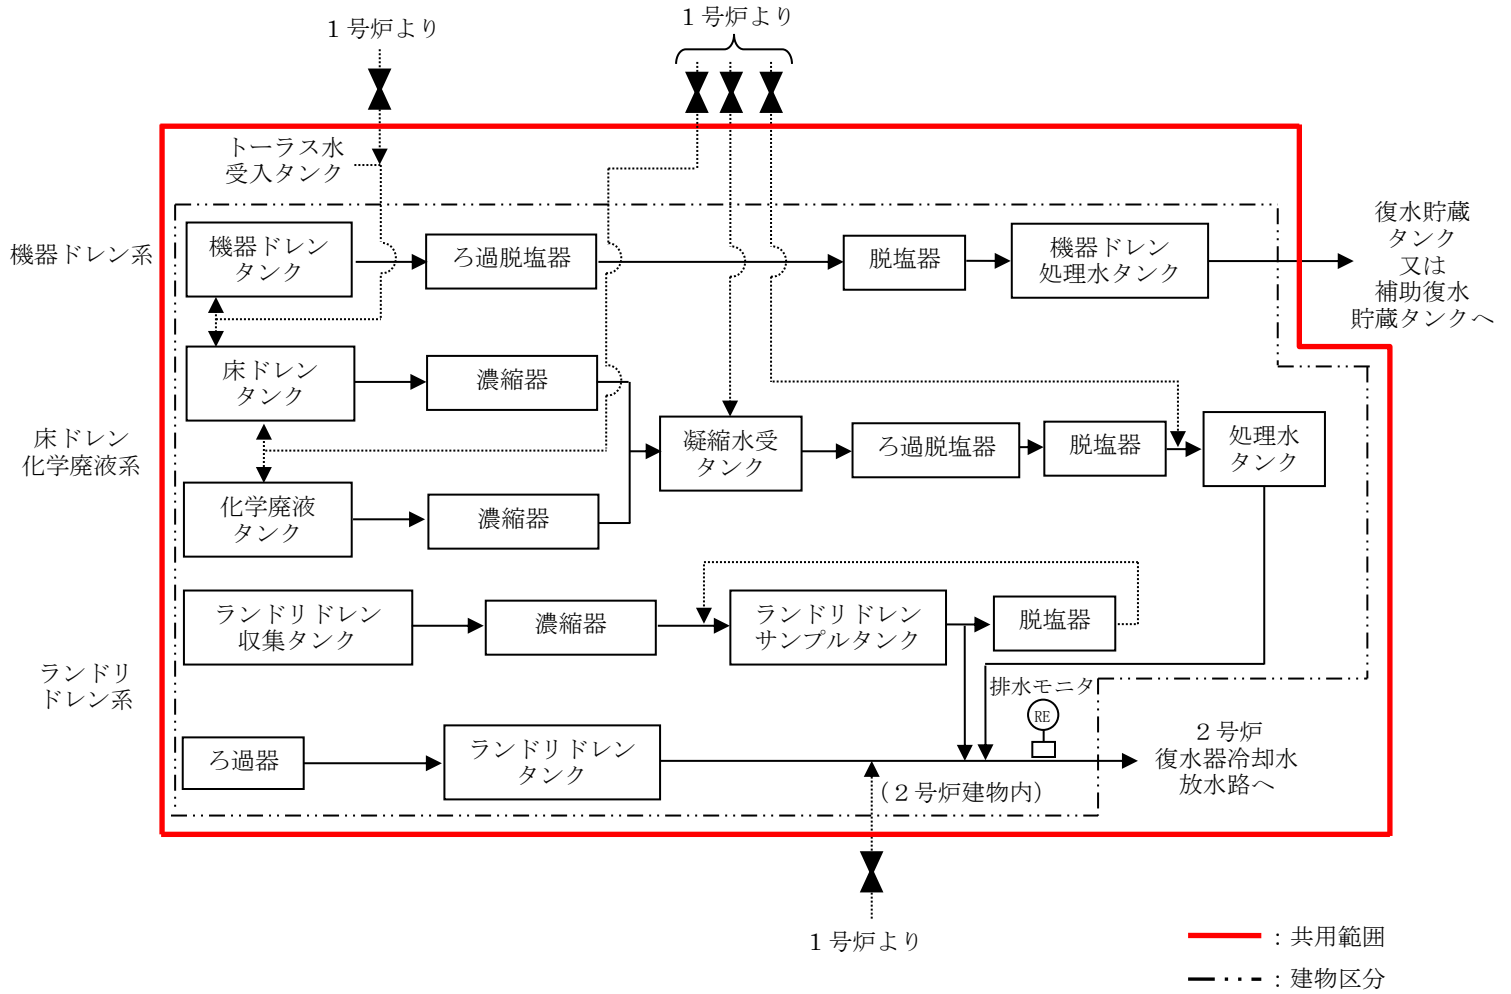 1号炉より
1号炉より
トーラス水
受入タンク
機器ドレン系
機器ドレン
タンク
ろ過脱塩器
脱塩器
機器ドレン
処理水タンク
復水貯蔵
タンク
又は
補助復水
貯蔵タンクへ
床ドレン
化学廃液系
床ドレン
タンク
濃縮器
化学廃液
タンク
濃縮器
凝縮水受
タンク
ろ過脱塩器
脱塩器
処理水
タンク
ランドリ
ドレン系
ランドリドレン
収集タンク
濃縮器
ランドリドレン
サンプルタンク
脱塩器
排水モニタ
RE
ろ過器
ランドリドレン
タンク
(2号炉建物内)
2号炉
復水器冷却水
放水路へ
1号炉より
:共用範囲
:建物区分